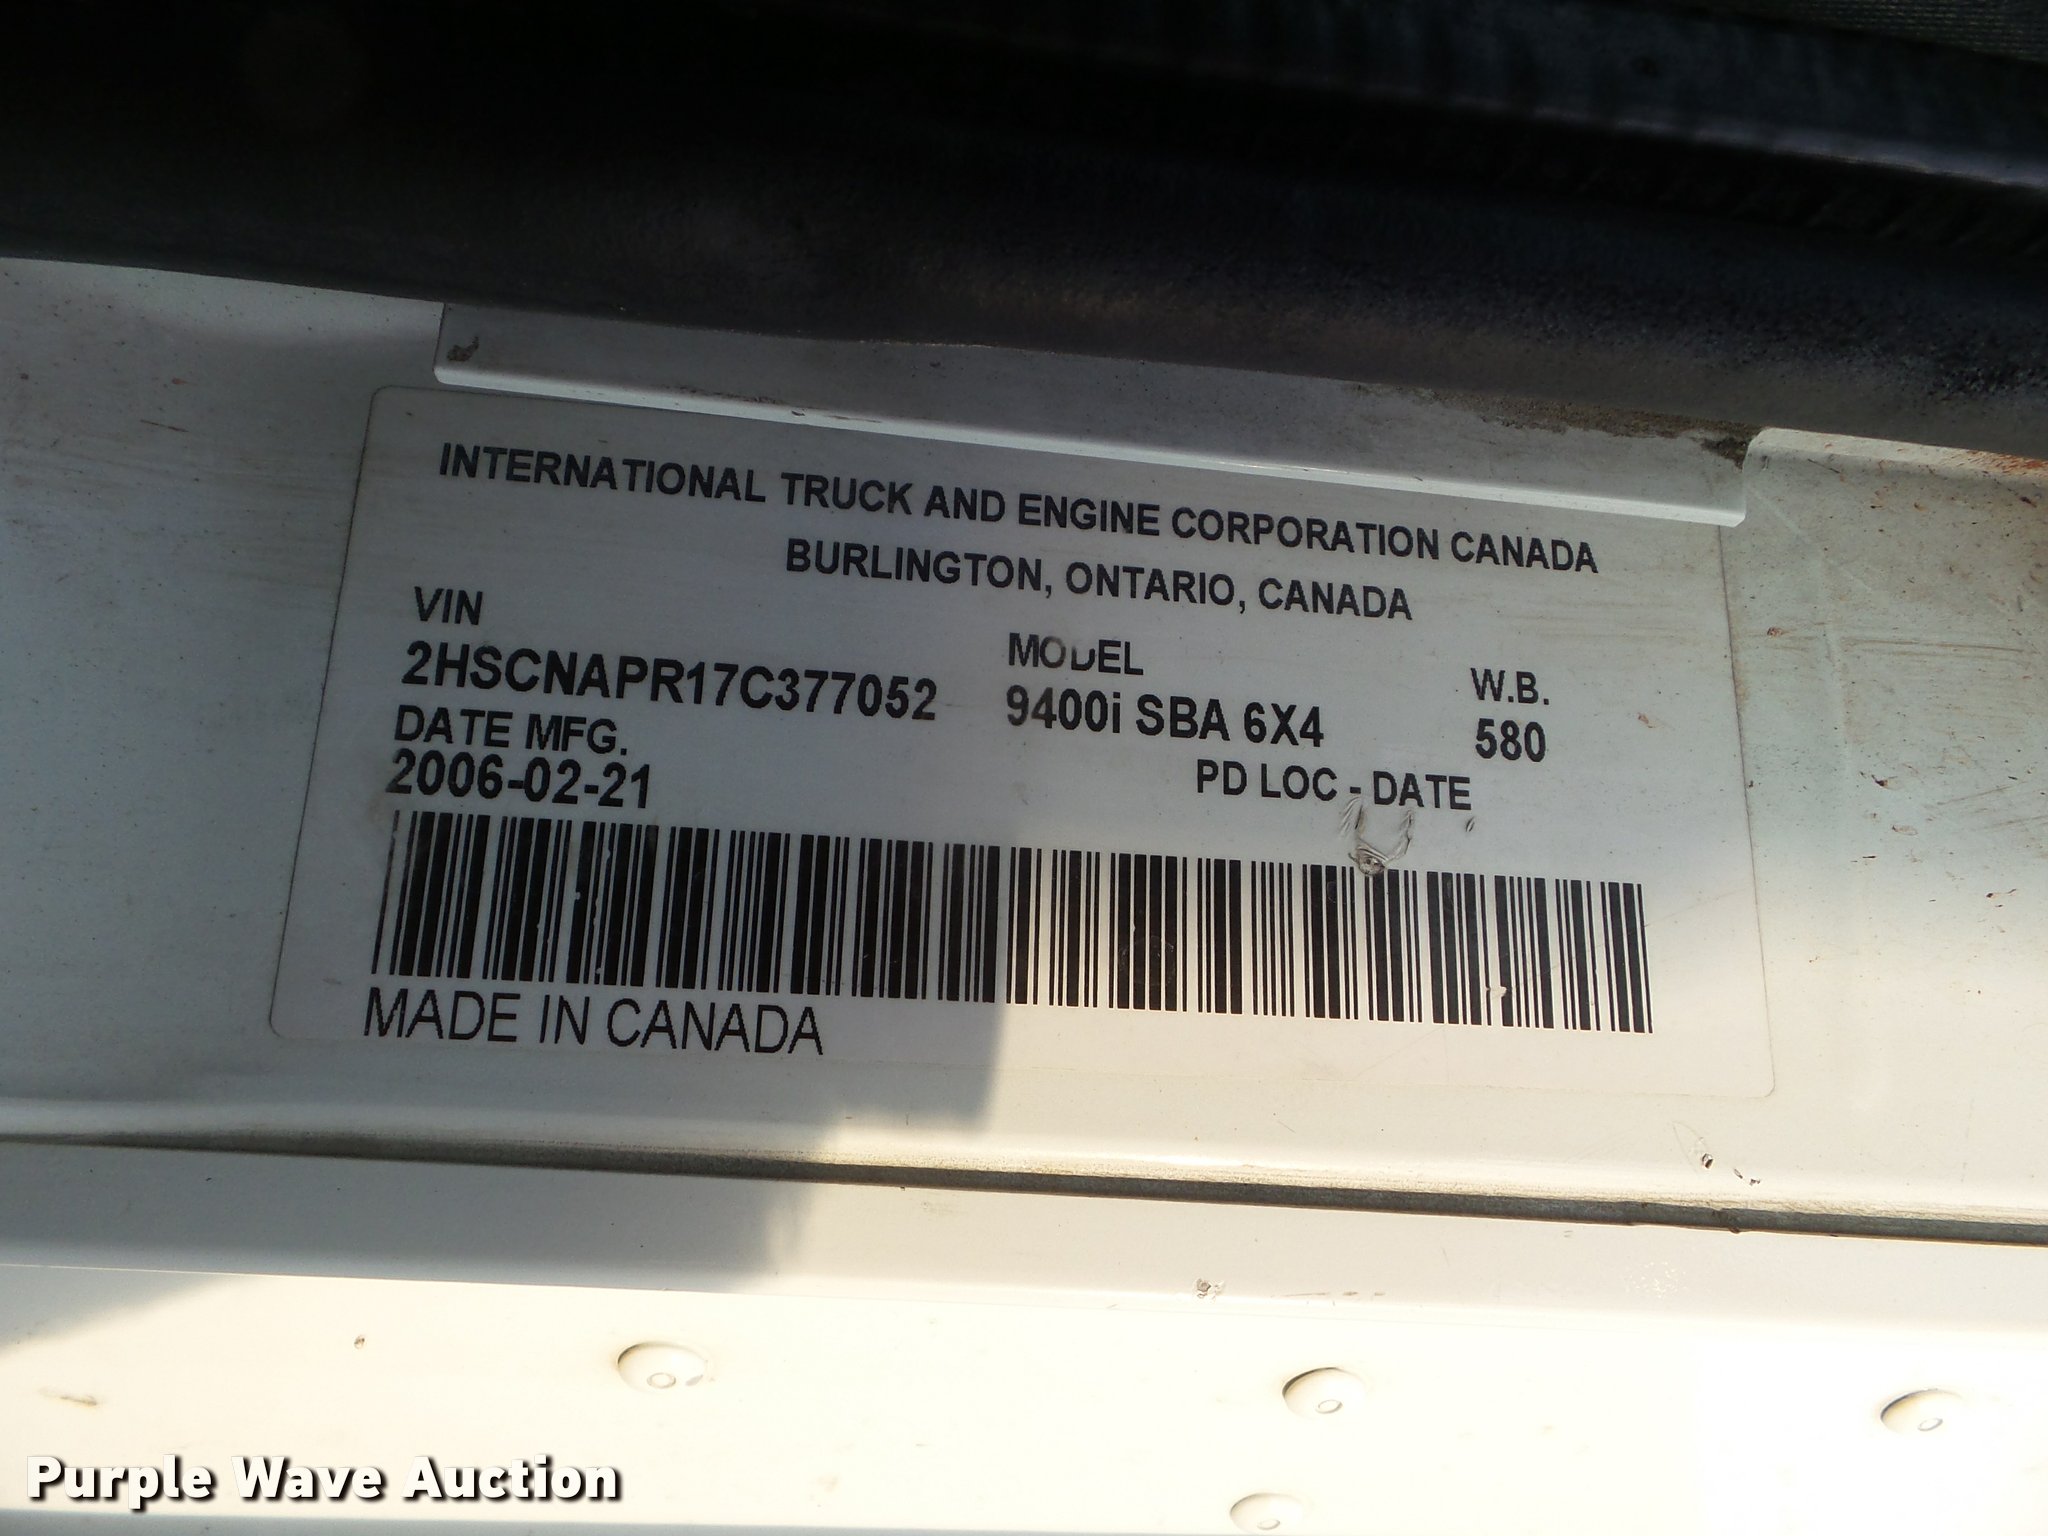 INTERNATIONAL TRUCK AND ENGINE CORPORATION CANADA
BURLINGTON, ONTARIO, CANADA
VIN MODEL W.B.
2HSCNAPR17C377052 9400i SBA 6X4 580
DATE MFG. PD LOC - DATE
2006-02-21
MADE IN CANADA
Purple Wave Auction